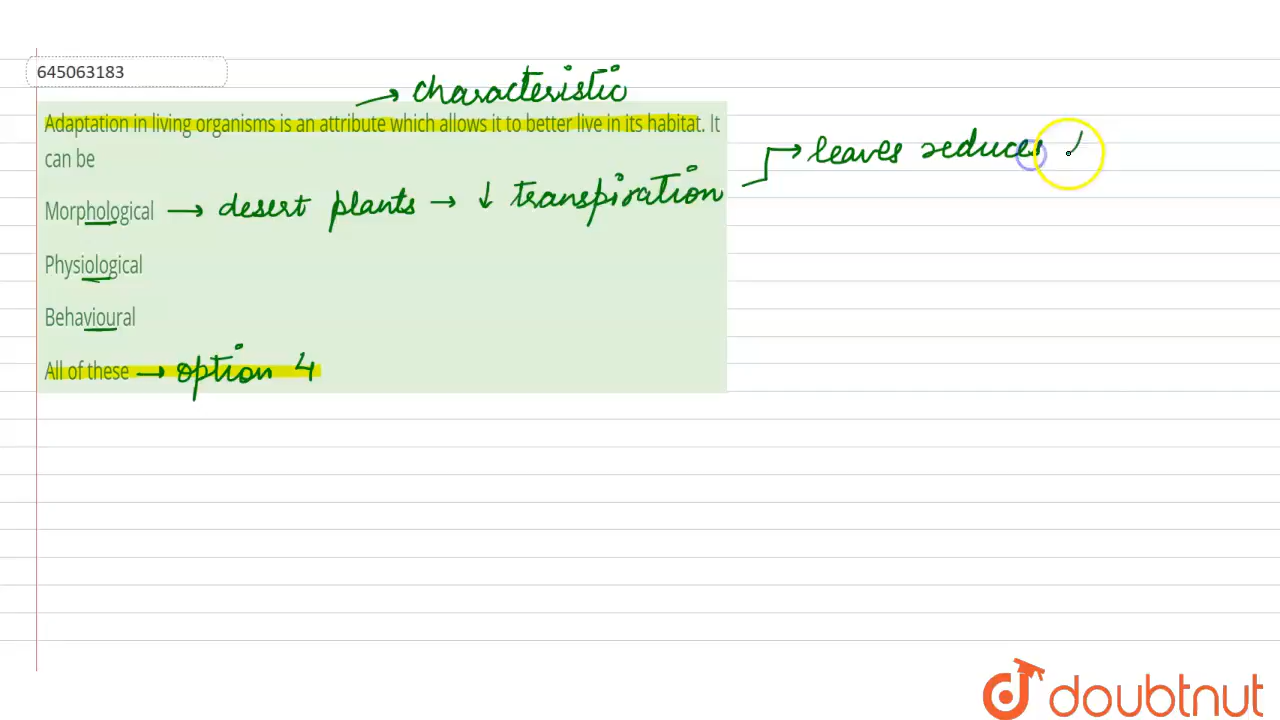 645063183
→ characteristic
Adaptation in living organisms is an attribute which allows it to better live in its habitat. It
can be
→ leaves reduces
Morphological → desert plants → ↓ transpiration
Physiological
Behavioural
All of these → option 4
doubtnut